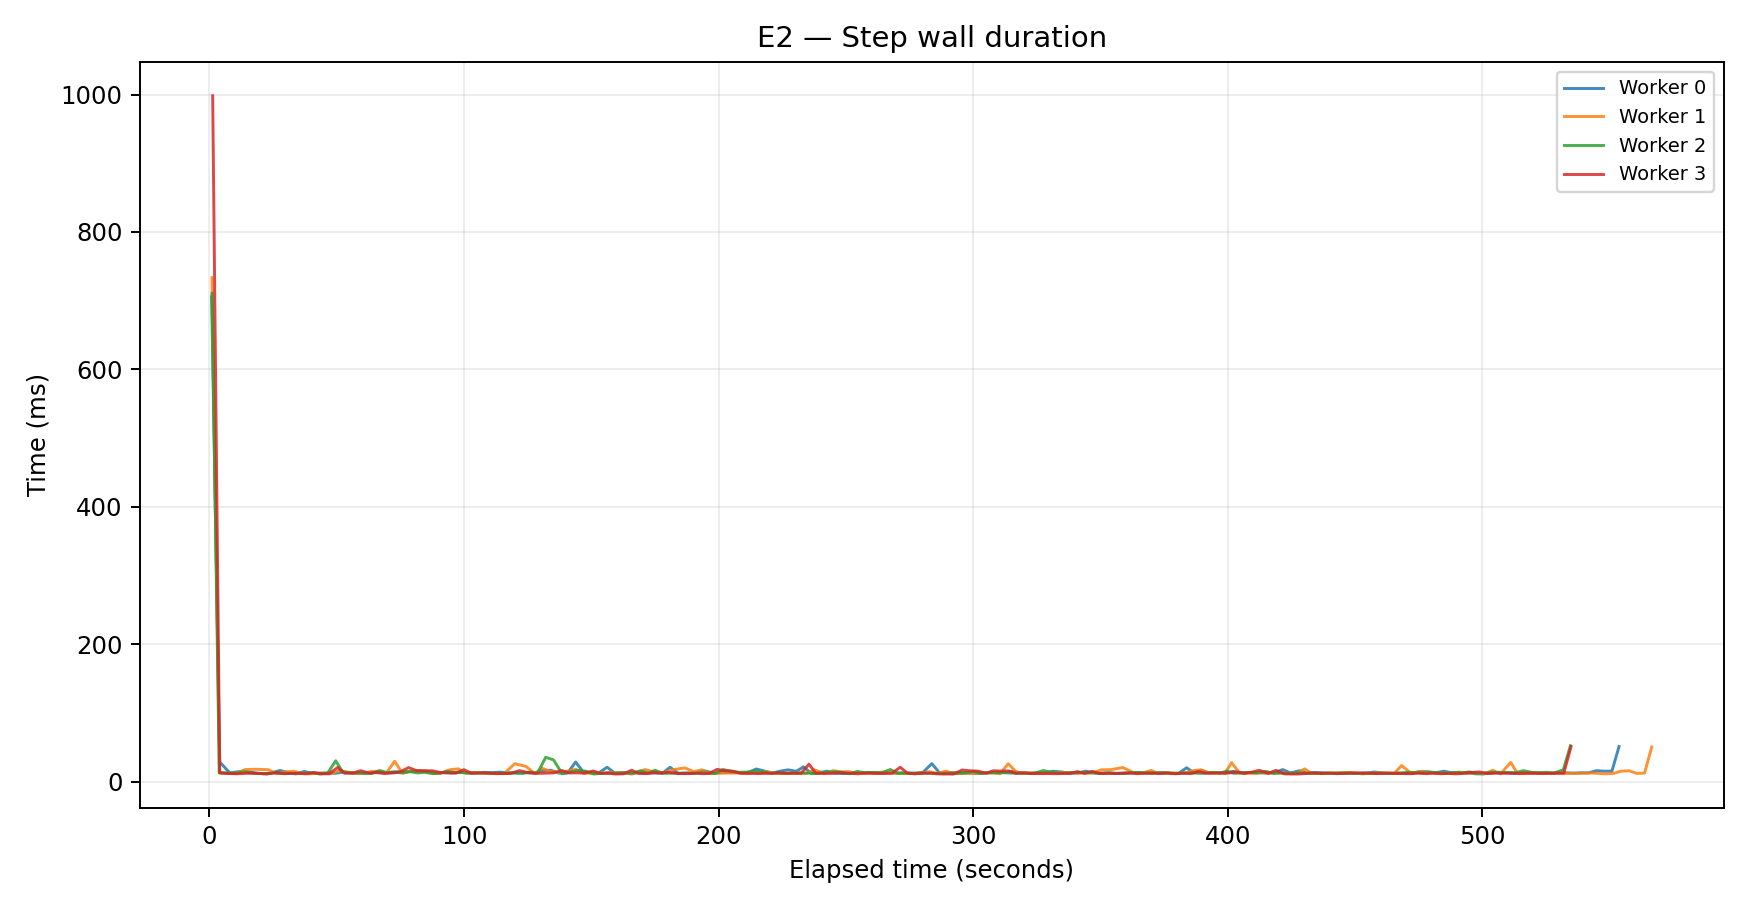 E2 — Step wall duration
Time (ms)
1000
800
600
400
200
0
0 100 200 300 400 500
Elapsed time (seconds)
Worker 0
Worker 1
Worker 2
Worker 3